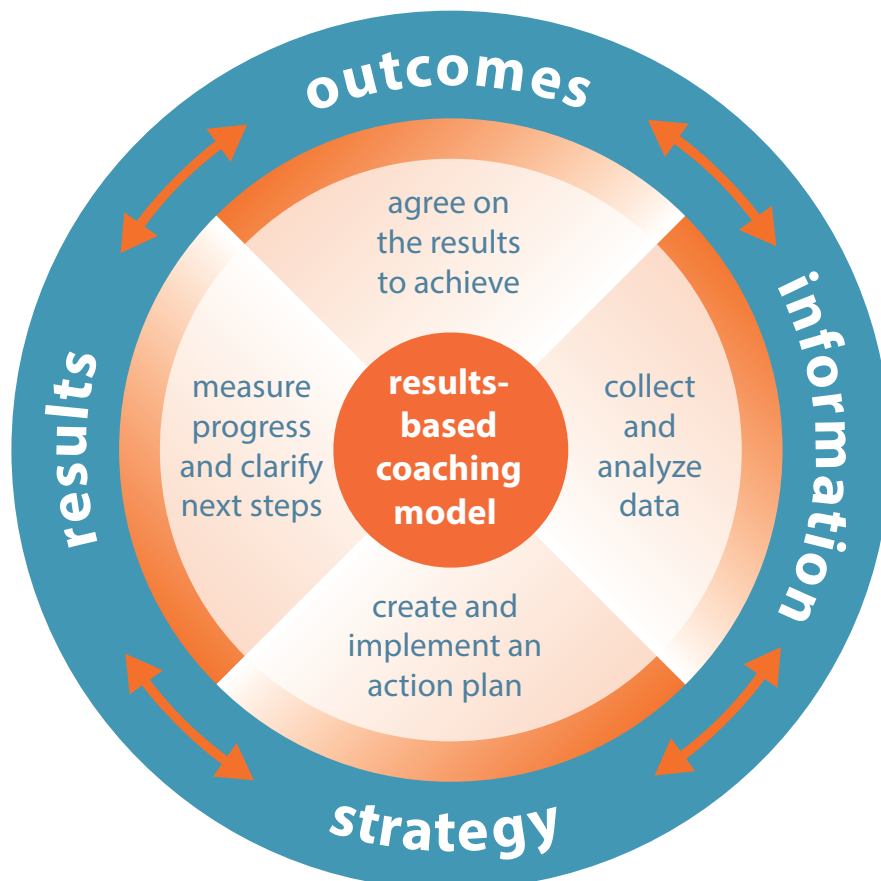 outcomes
agree on
the results
to achieve
information
collect
and
analyze
data
strategy
create and
implement an
action plan
results
measure
progress
and clarify
next steps
results-
based
coaching
model